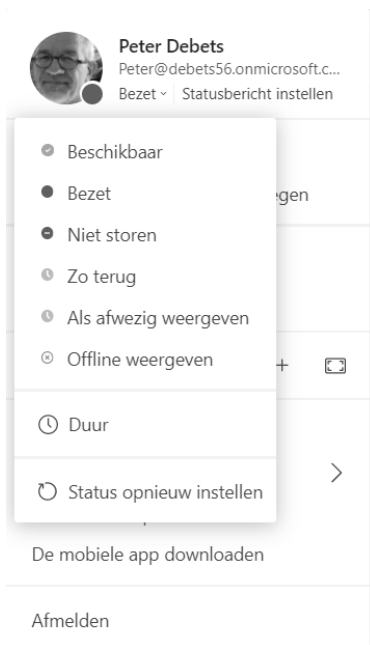 Peter Debets
Peter@debets56.onmicrosoft.c...
Bezet Statusbericht instellen
Beschikbaar
Bezet
egen
Niet storen
Zo terug
Als afwezig weergeven
Offline weergeven
Duur
Status opnieuw instellen
De mobiele app downloaden
Afmelden